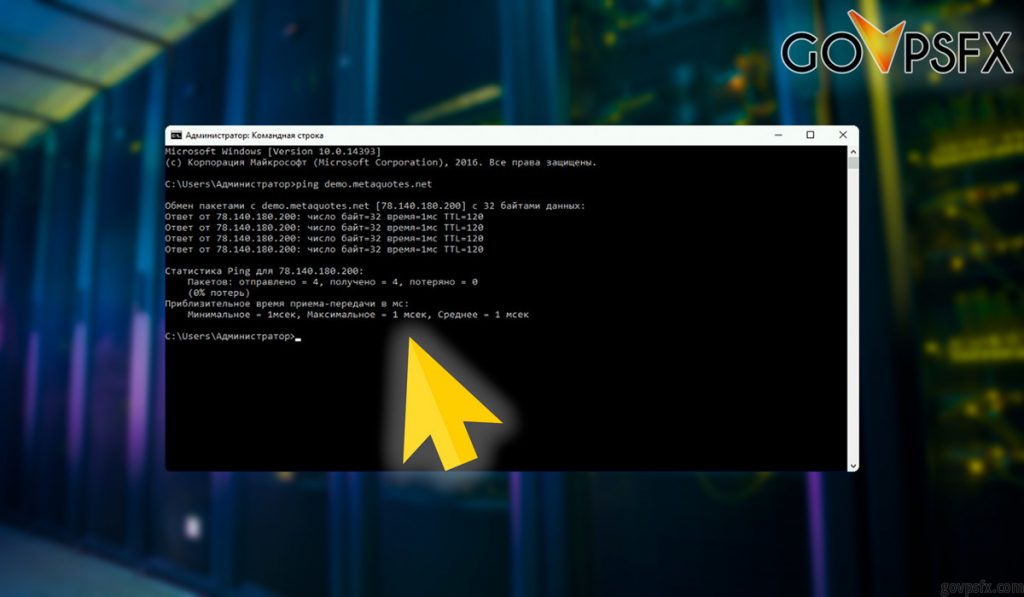 GOVPSFX
Администратор: Командная строка
Microsoft Windows [Version 10.0.14393]
(c) Корпорация Майкрософт (Microsoft Corporation), 2016. Все права защищены.
C:\Users\Администратор>ping demo.metaquotes.net
Обмен пакетами с demo.metaquotes.net [78.140.180.200] с 32 байтами данных:
Ответ от 78.140.180.200: число байт=32 время=1мс TTL=120
Ответ от 78.140.180.200: число байт=32 время=1мс TTL=120
Ответ от 78.140.180.200: число байт=32 время=1мс TTL=120
Ответ от 78.140.180.200: число байт=32 время=1мс TTL=120
Статистика Ping для 78.140.180.200:
Пакетов: отправлено = 4, получено = 4, потеряно = 0
(0% потерь)
Приблизительное время приема-передачи в мс:
Минимальное = 1мсек, Максимальное = 1 мсек, Среднее = 1 мсек
C:\Users\Администратор>
govpsfx.com